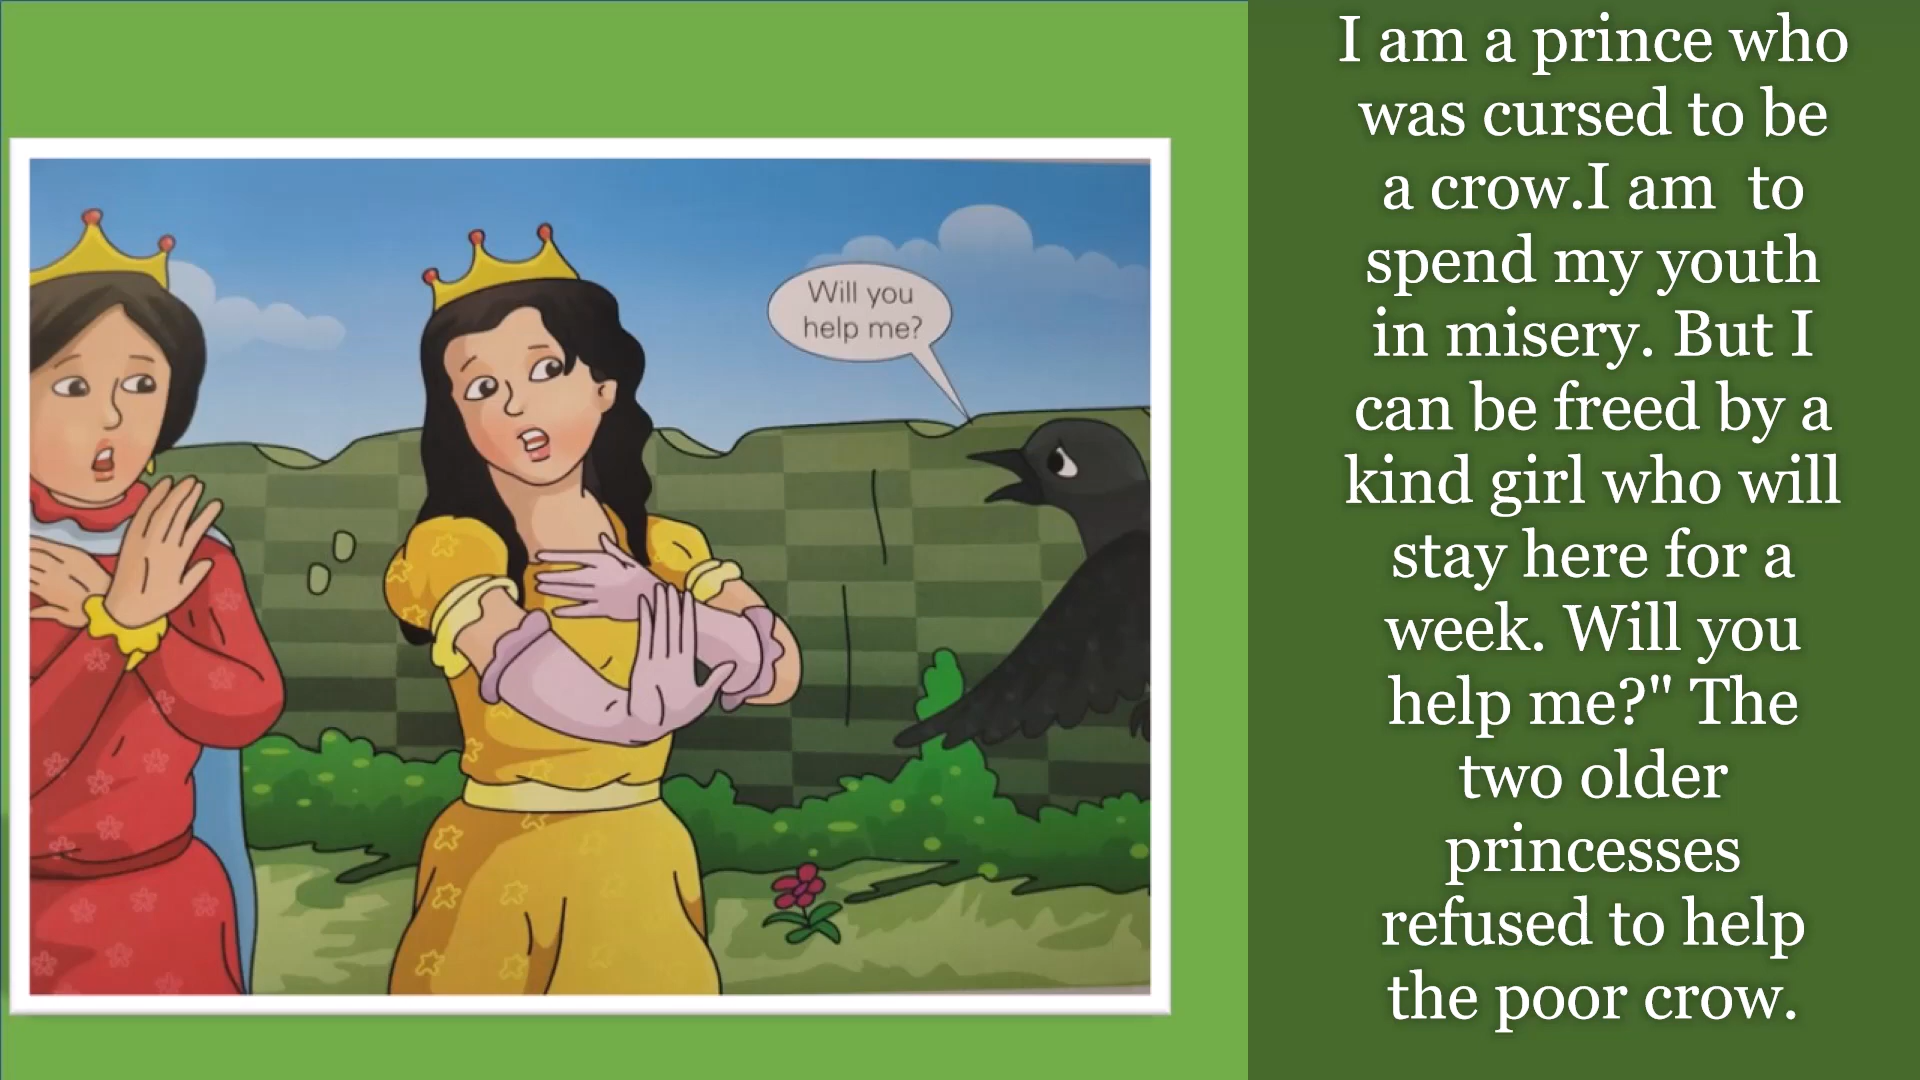 Will you
help me?
I am a prince who
was cursed to be
a crow.I am  to
spend my youth
in misery. But I
can be freed by a
kind girl who will
stay here for a
week. Will you
help me?" The
two older
princesses
refused to help
the poor crow.